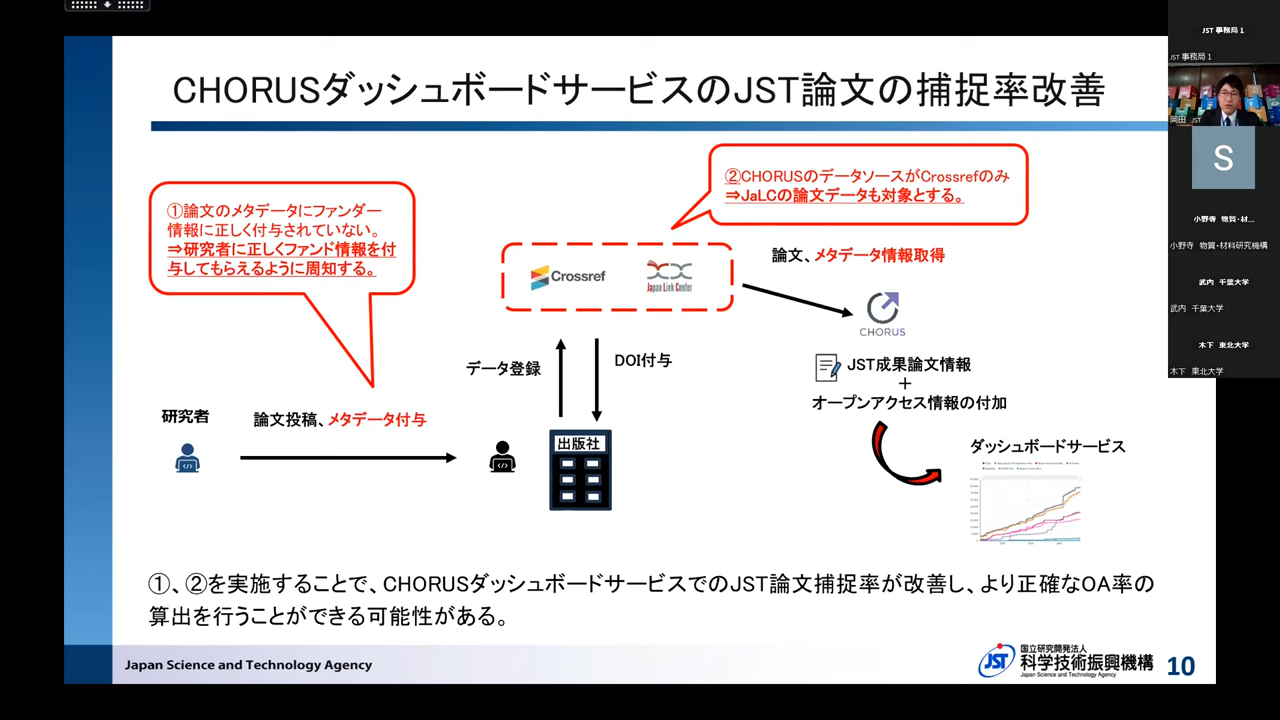 CHORUSダッシュボードサービスのJST論文の捕捉率改善
①論文のメタデータにファンダー
情報に正しく付与されていない。
⇒研究者に正しくファンド情報を付
与してもらえるように周知する。
②CHORUSのデータソースがCrossrefのみ
⇒JaLCの論文データも対象とする。
Crossref
Japan Link Center
論文、メタデータ情報取得
CHORUS
データ登録
DOI付与
JST成果論文情報
＋
オープンアクセス情報の付加
研究者
論文投稿、メタデータ付与
出版社
ダッシュボードサービス
①、②を実施することで、CHORUSダッシュボードサービスでのJST論文捕捉率が改善し、より正確なOA率の
算出を行うことができる可能性がある。
Japan Science and Technology Agency
JST
国立研究開発法人
科学技術振興機構
Japan Science and Technology Agency
10
JST 事務局 1
JST 事務局 1
岡田 JST
S
小野寺 物質・材...
小野寺 物質・材料研究機構
武内 千葉大学
武内 千葉大学
木下 東北大学
木下 東北大学